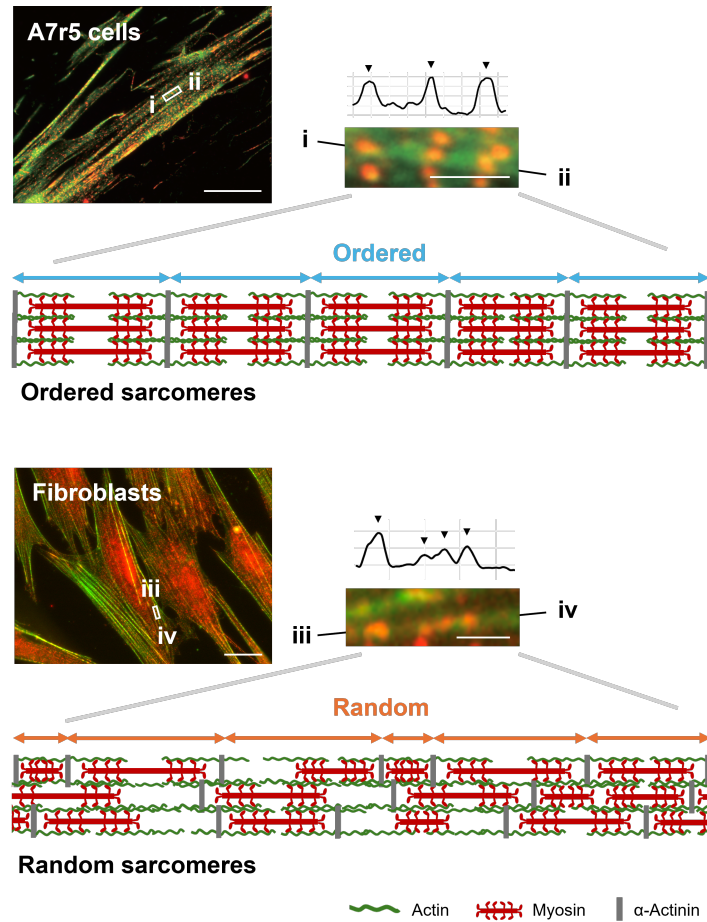 A7r5 cells
ii
i
i
ii
Ordered
Ordered sarcomeres
Fibroblasts
iii
iv
iv
iii
Random
Random sarcomeres
Actin Myosin α-Actinin